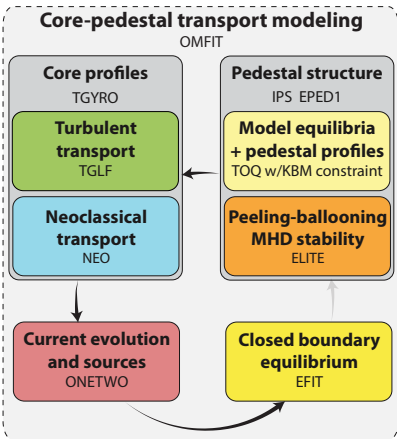 Core-pedestal transport modeling
OMFIT
Core profiles
TGYRO
Turbulent
transport
TGLF
Neoclassical
transport
NEO
Pedestal structure
IPS EPED1
Model equilibria
+ pedestal profiles
TOQ w/KBM constraint
Peeling-ballooning
MHD stability
ELITE
Current evolution
and sources
ONETWO
Closed boundary
equilibrium
EFIT